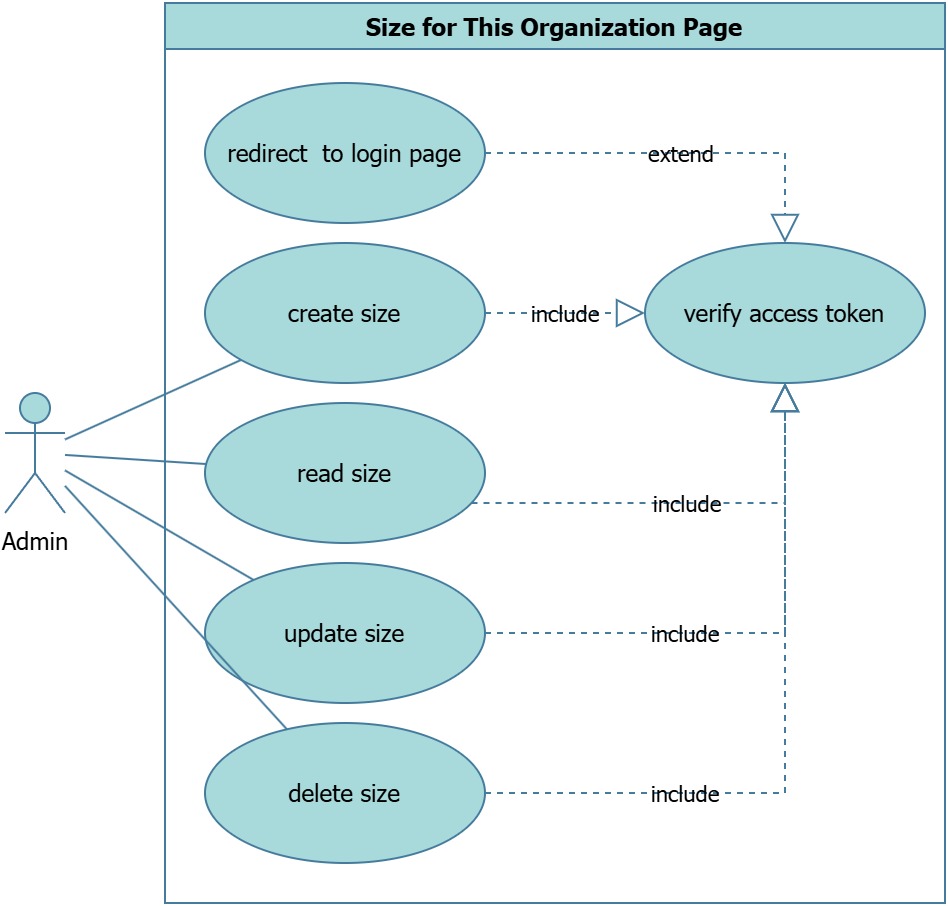 Size for This Organization Page
redirect  to login page
extend
create size
include
verify access token
read size
include
Admin
update size
include
delete size
include